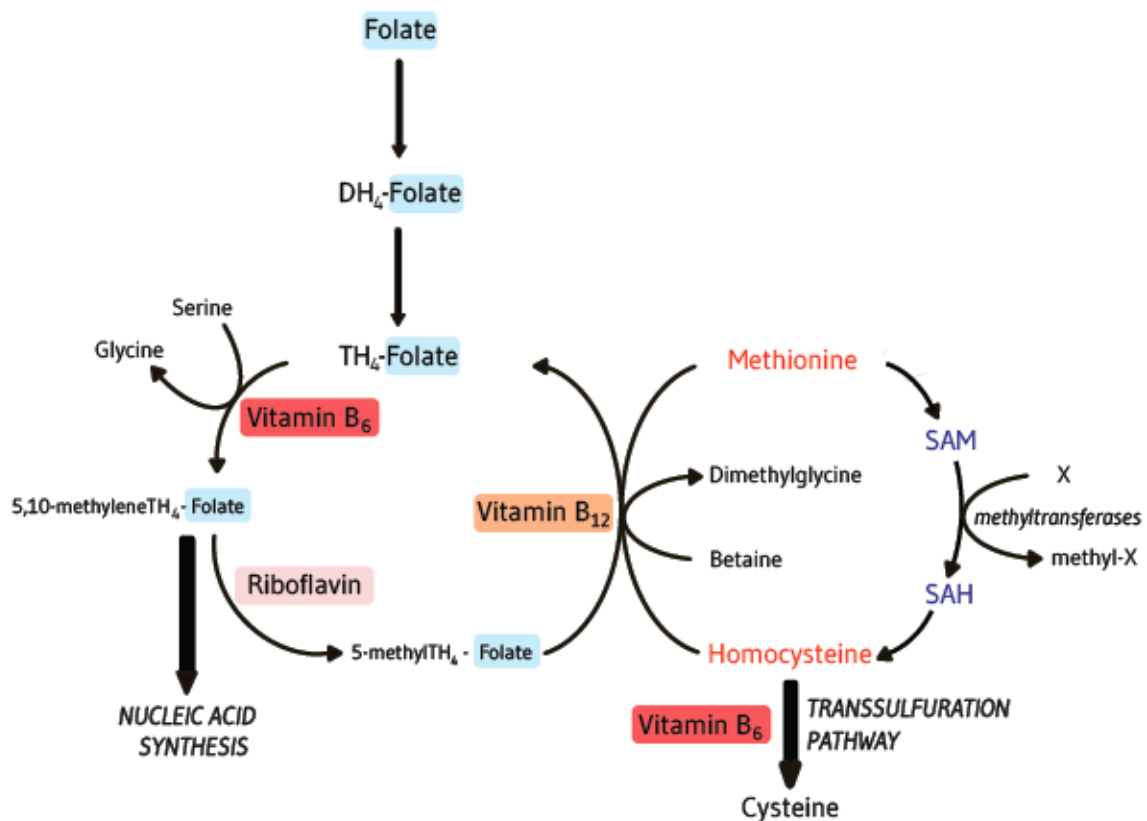 Folate
DH₄-Folate
Serine
Glycine
TH₄-Folate
Methionine
Vitamin B₆
SAM
Dimethylglycine
X
5,10-methyleneTH₄- Folate
Vitamin B₁₂
methyltransferases
Betaine
methyl-X
Riboflavin
SAH
5-methylTH₄ - Folate
Homocysteine
NUCLEIC ACID
SYNTHESIS
Vitamin B₆
TRANSSULFURATION
PATHWAY
Cysteine